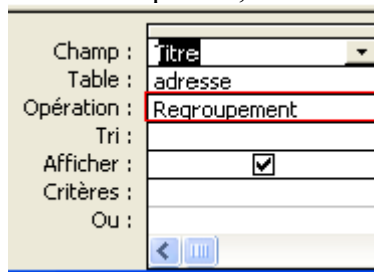 Champ : Titre
Table : adresse
Opération : Regroupement
Tri :
Afficher :
Critères :
Ou :